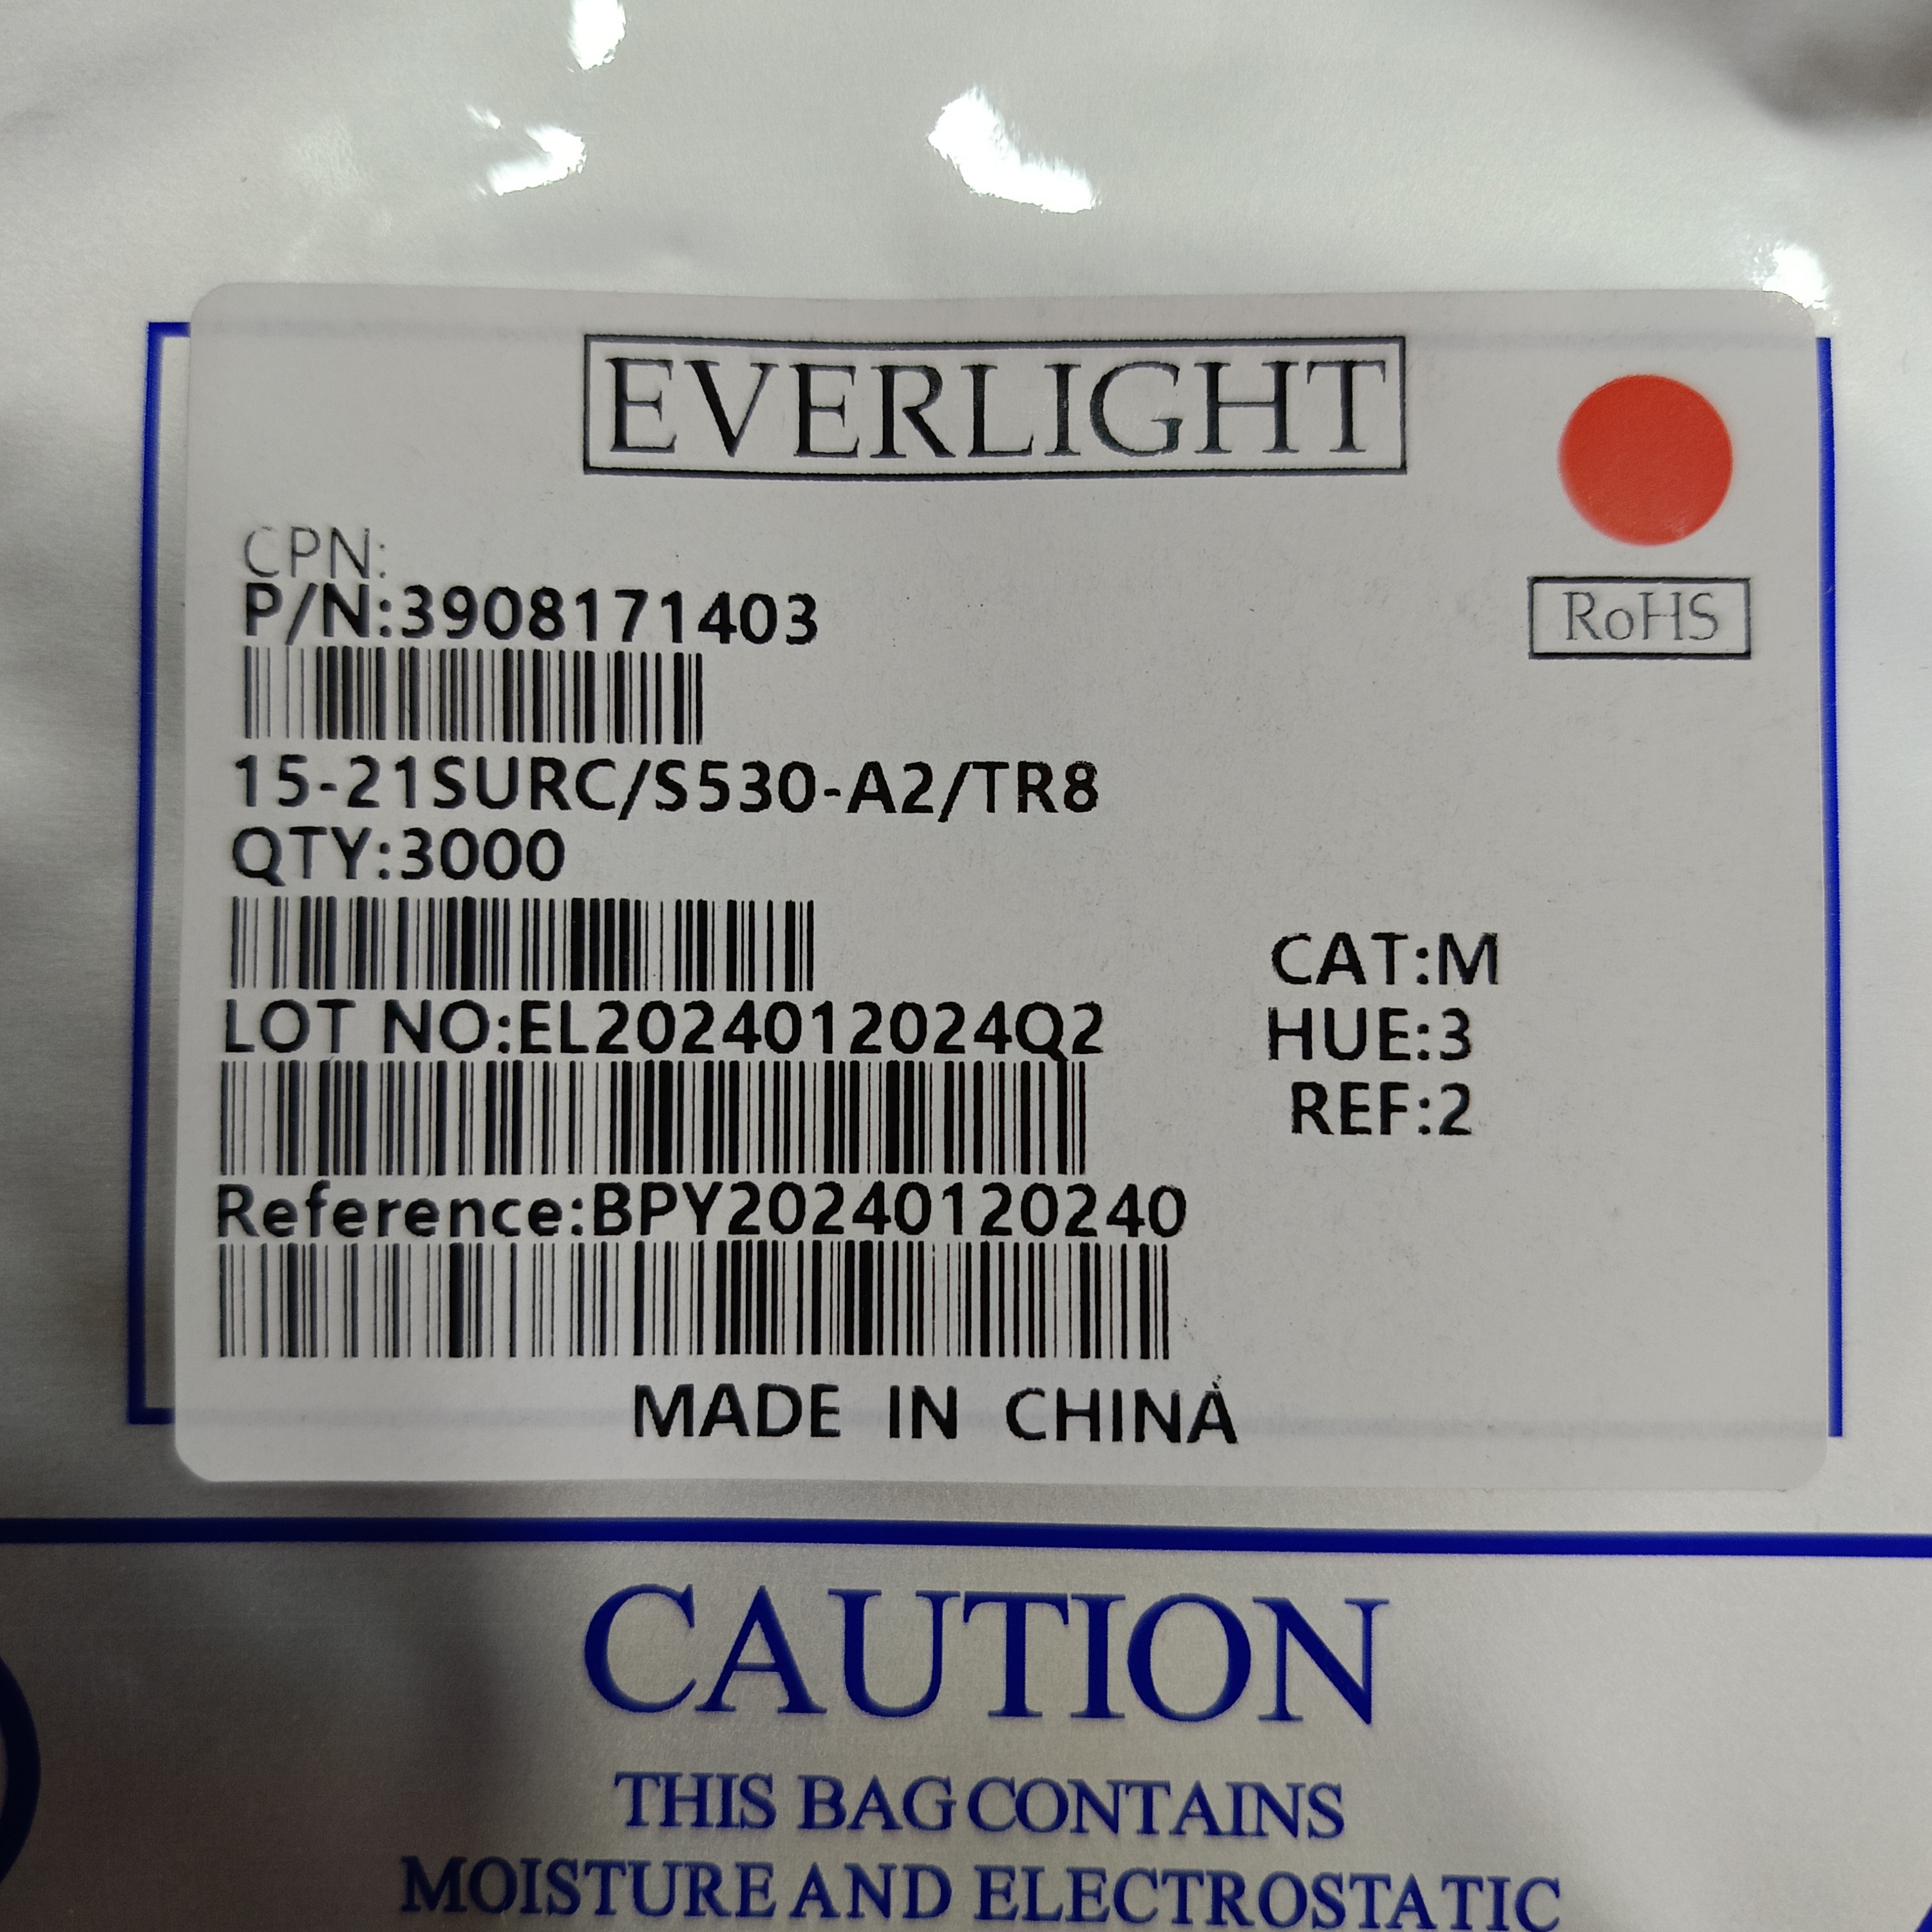 EVERLIGHT
CPN:
P/N:3908171403
RoHS
15-21SURC/S530-A2/TR8
QTY:3000
CAT:M
LOT NO:EL2024012024Q2
HUE:3
REF:2
Reference:BPY20240120240
MADE IN CHINA
CAUTION
THIS BAG CONTAINS
MOISTURE AND ELECTROSTATIC